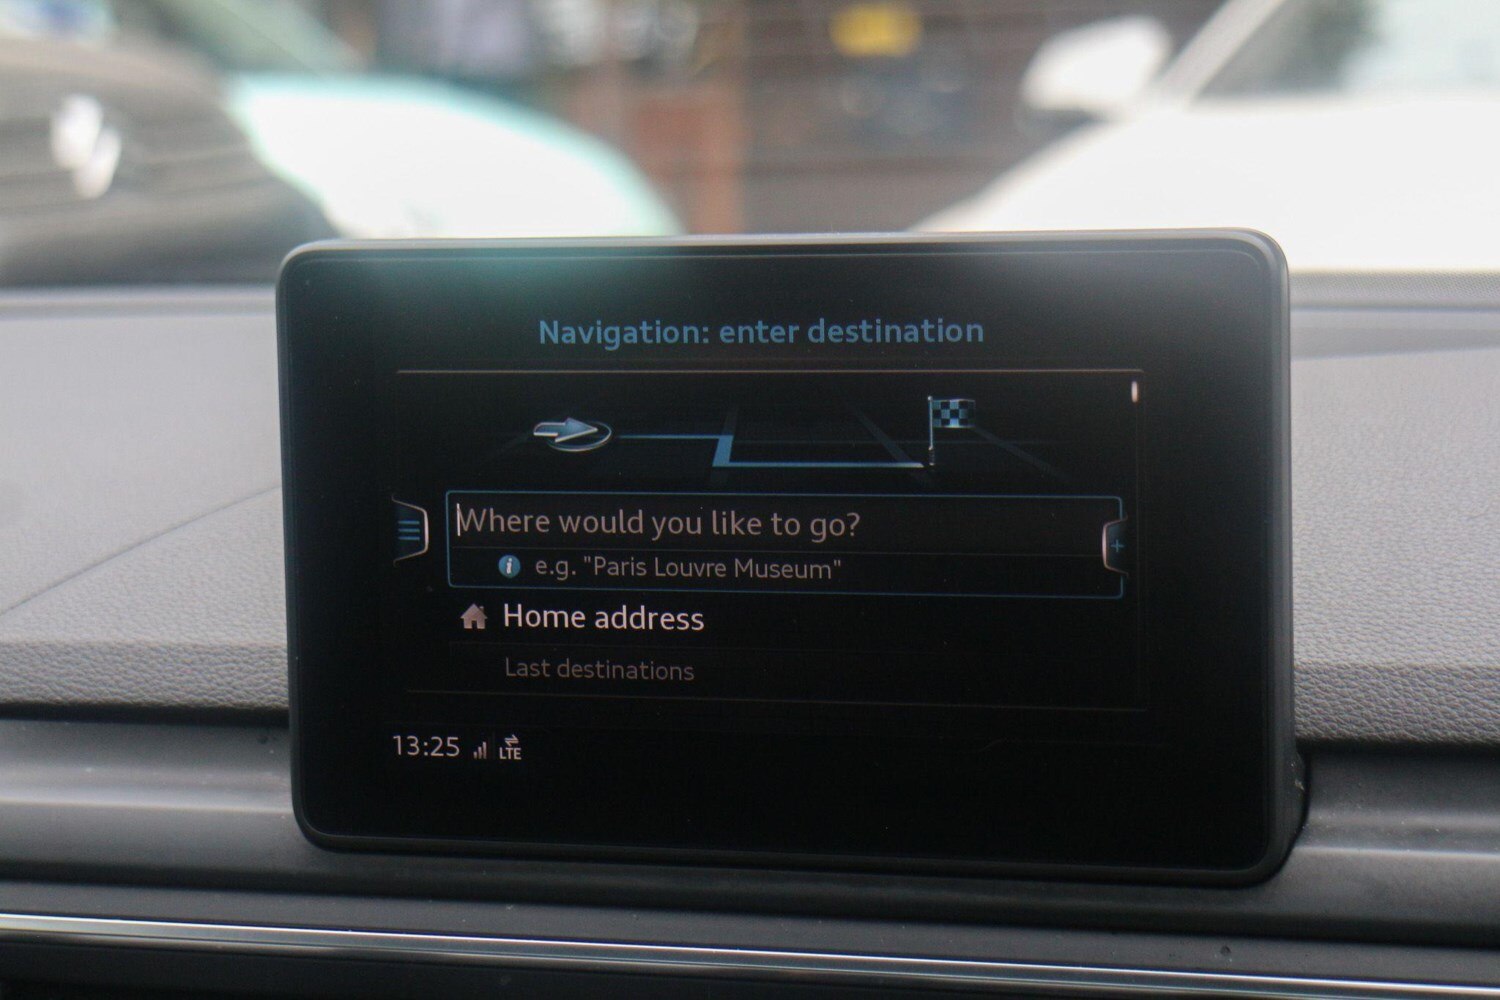 Navigation: enter destination
Where would you like to go?
e.g. "Paris Louvre Museum"
Home address
Last destinations
13:25 LTE